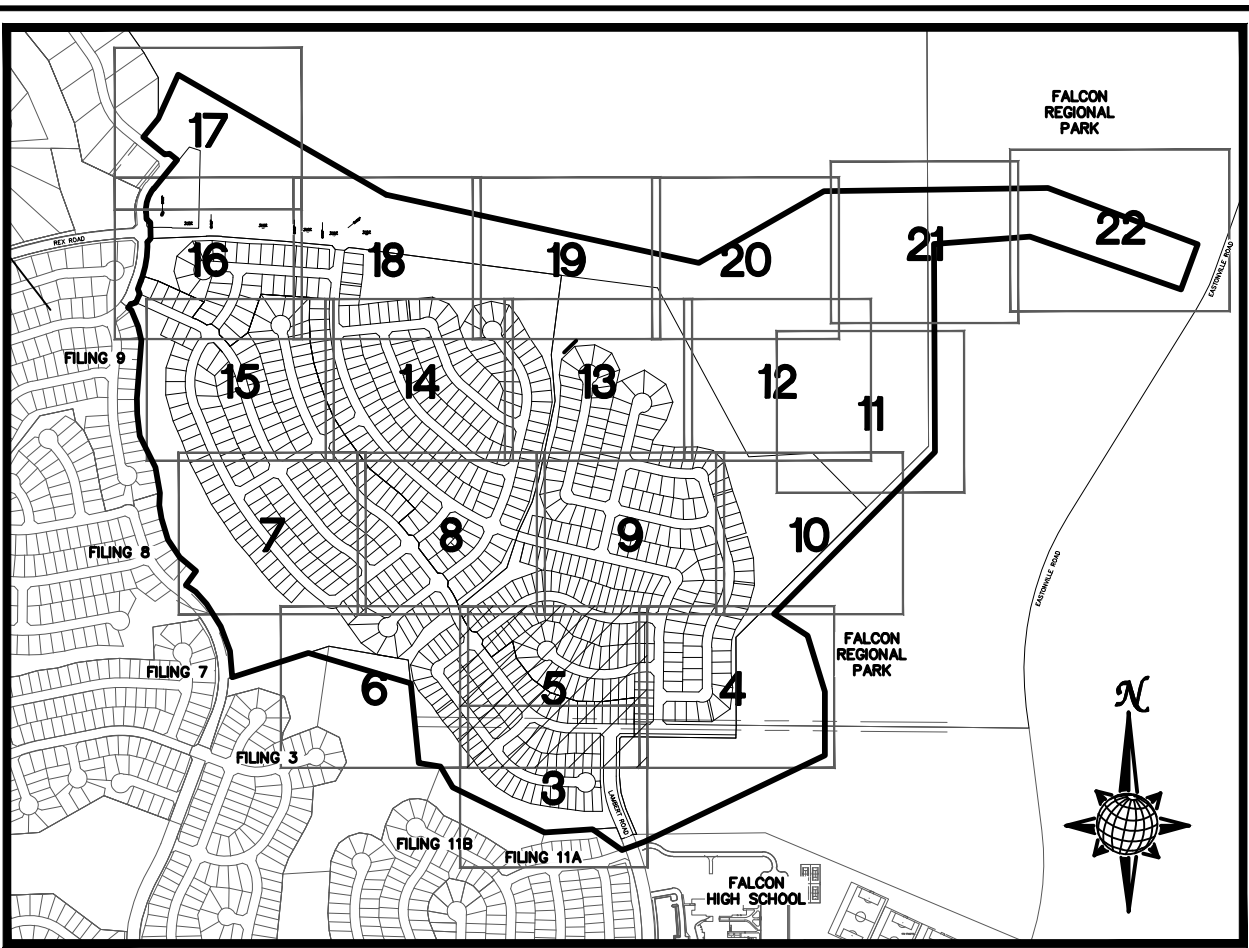 FALCON
REGIONAL
PARK
17
22
REX ROAD
16
18
19
20
21
EASTONVILLE ROAD
FILING 9
15
14
13
12
11
7
8
9
10
FILING 8
EASTONVILLE ROAD
FALCON
REGIONAL
PARK
FILING 7
6
5
4
N
FILING 3
3
LAMBERT ROAD
FILING 11B
FILING 11A
FALCON
HIGH SCHOOL